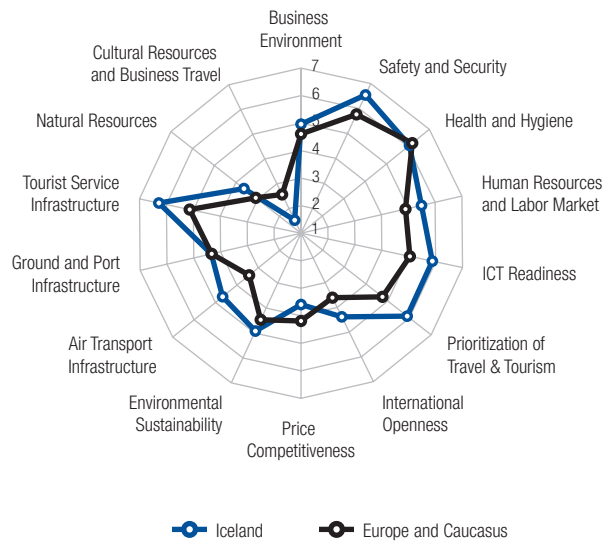 Business
Environment
Safety and Security
Health and Hygiene
Human Resources
and Labor Market
ICT Readiness
Prioritization of
Travel & Tourism
International
Openness
Price
Competitiveness
Environmental
Sustainability
Air Transport
Infrastructure
Ground and Port
Infrastructure
Tourist Service
Infrastructure
Natural Resources
Cultural Resources
and Business Travel
7
6
5
4
3
2
1
Iceland
Europe and Caucasus